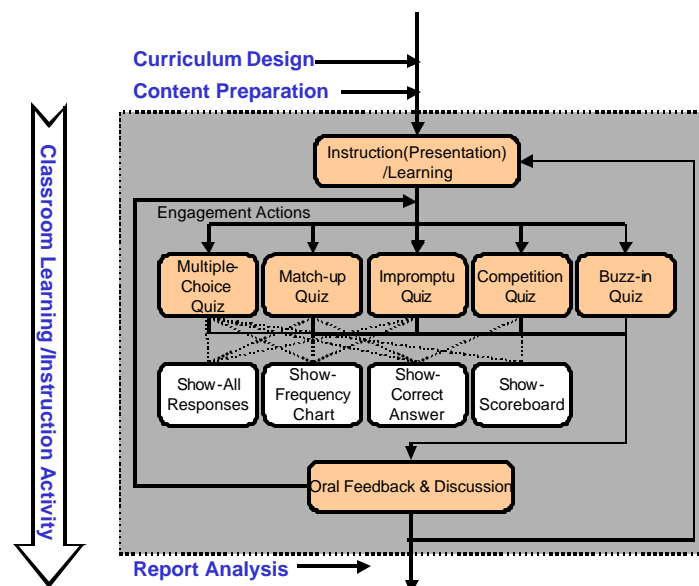 Curriculum Design
Content Preparation
Classroom Learning /Instruction Activity
Instruction(Presentation)
/Learning
Engagement Actions
Multiple-
Choice
Quiz
Match-up
Quiz
Impromptu
Quiz
Competition
Quiz
Buzz-in
Quiz
Show-All
Responses
Show-
Frequency
Chart
Show-
Correct
Answer
Show-
Scoreboard
Oral Feedback & Discussion
Report Analysis